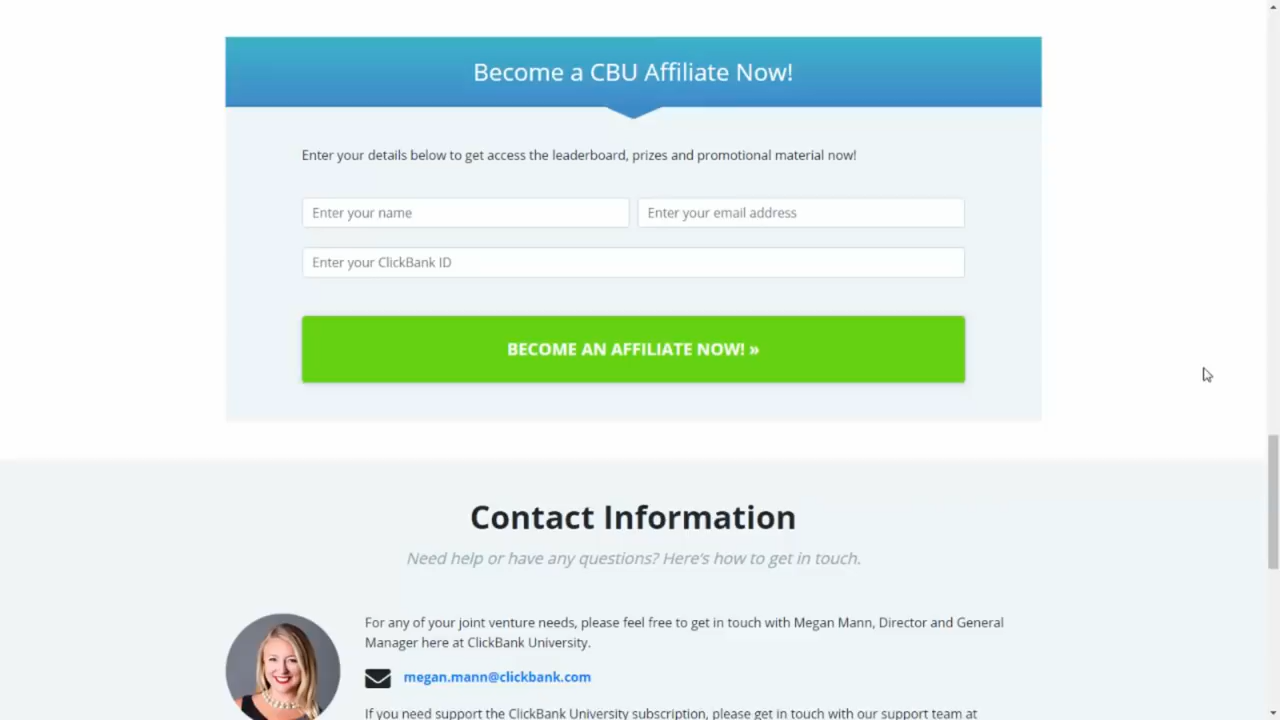 Become a CBU Affiliate Now!
Enter your details below to get access the leaderboard, prizes and promotional material now!
Enter your name
Enter your email address
Enter your ClickBank ID
BECOME AN AFFILIATE NOW! »
Contact Information
Need help or have any questions? Here's how to get in touch.
For any of your joint venture needs, please feel free to get in touch with Megan Mann, Director and General
Manager here at ClickBank University.
megan.mann@clickbank.com
If you need support the ClickBank University subscription, please get in touch with our support team at